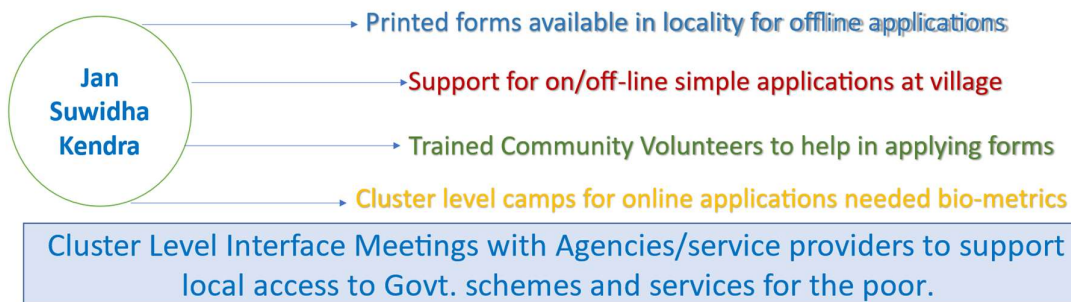 Jan
Suwidha
Kendra
Printed forms available in locality for offline applications
Support for on/off-line simple applications at village
Trained Community Volunteers to help in applying forms
Cluster level camps for online applications needed bio-metrics
Cluster Level Interface Meetings with Agencies/service providers to support
local access to Govt. schemes and services for the poor.